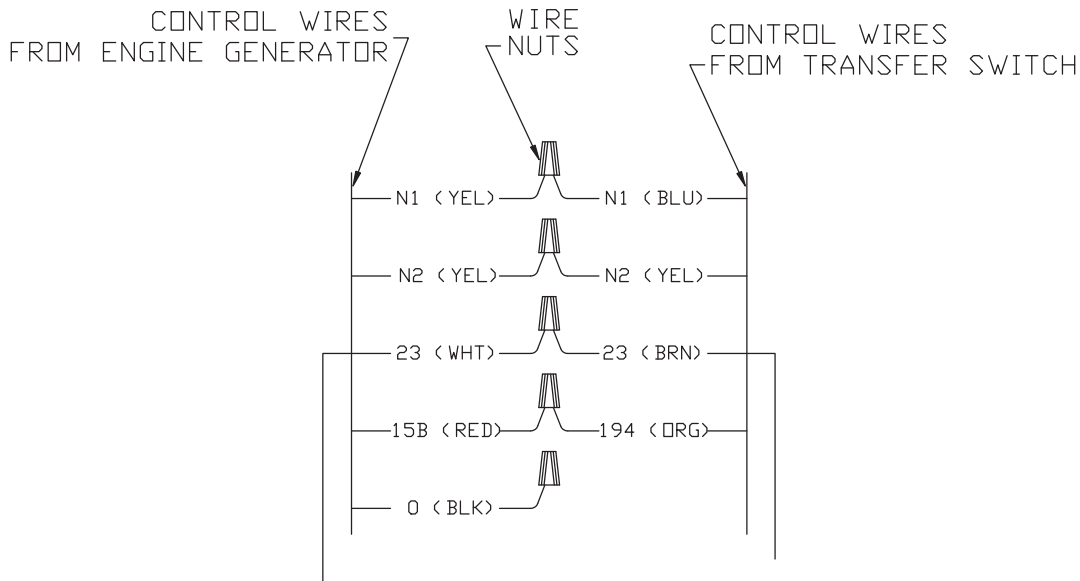 CONTROL WIRES
FROM ENGINE GENERATOR
WIRE
NUTS
CONTROL WIRES
FROM TRANSFER SWITCH
N1 (YEL) N1 (BLU)
N2 (YEL) N2 (YEL)
23 (WHT) 23 (BRN)
15B (RED) 194 (ORG)
0 (BLK)